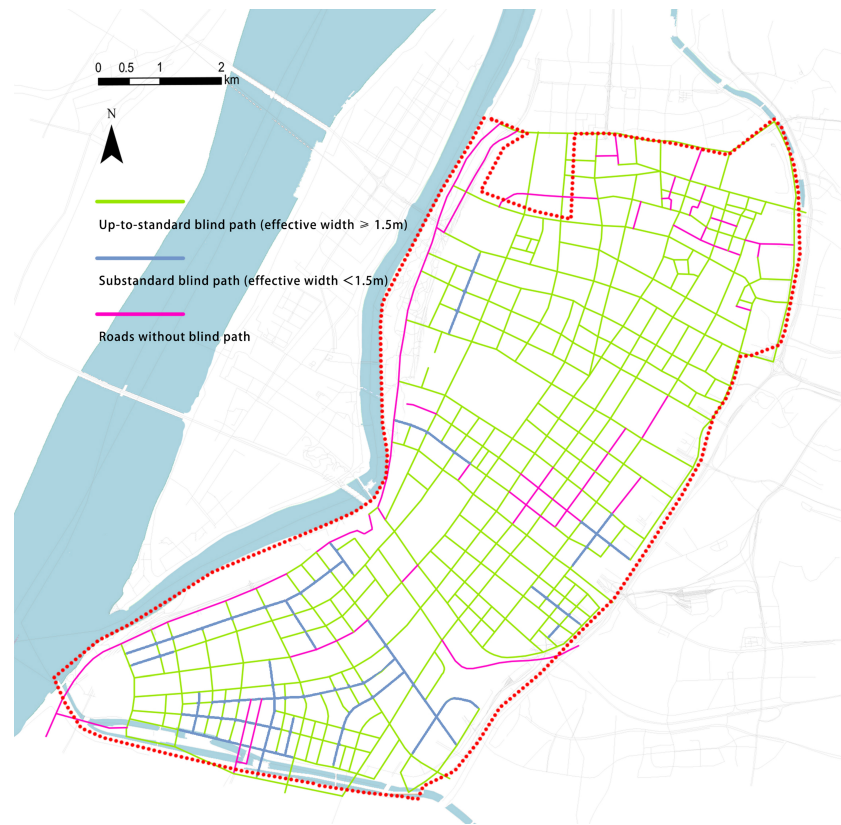 0 0.5 1 2
km
N
Up-to-standard blind path (effective width ≥ 1.5m)
Substandard blind path (effective width <1.5m)
Roads without blind path